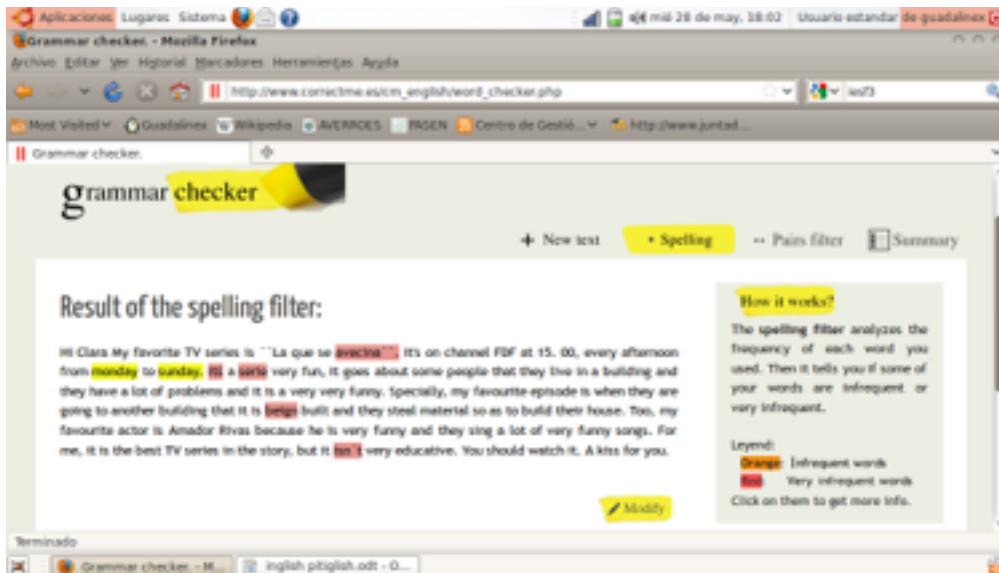 Aplicaciones Lugares Sistema mié 28 de may, 18:02 Usuario estandar de guadalinex
Grammar checker. - Mozilla Firefox
Archivo Editar Ver Historial Marcadores Herramientas Ayuda
http://www.correctme.es/cm_english/word_checker.php
Most Visited Guadalinex Wikipedia AVERROES PASEN Centro de Gestió... http://www.juntad...
Grammar checker.
grammar checker
+ New text • Spelling •• Pairs filter Summary
Result of the spelling filter:
Hi Clara My favorite TV series is ``La que se avecina``, it's on channel FDF at 15. 00, every afternoon
from monday to sunday. a serie very fun, it goes about some people that they live in a building and
they have a lot of problems and it is a very very funny. Specially, my favourite episode is when they are
going to another building that it is beign built and they steal material so as to build their house. Too, my
favourite actor is Amador Rivas because he is very funny and they sing a lot of very funny songs. For
me, it is the best TV series in the story, but it isn`t very educative. You should watch it. A kiss for you.
Modify
How it works?
The spelling filter analyzes the
frequency of each word you
used. Then it tells you if some of
your words are infrequent or
very infrequent.
Leyend:
Orange: Infrequent words
Red: Very infrequent words
Click on them to get more info.
Terminado
Grammar checker. - M... inglish pitiglish.odt - O...